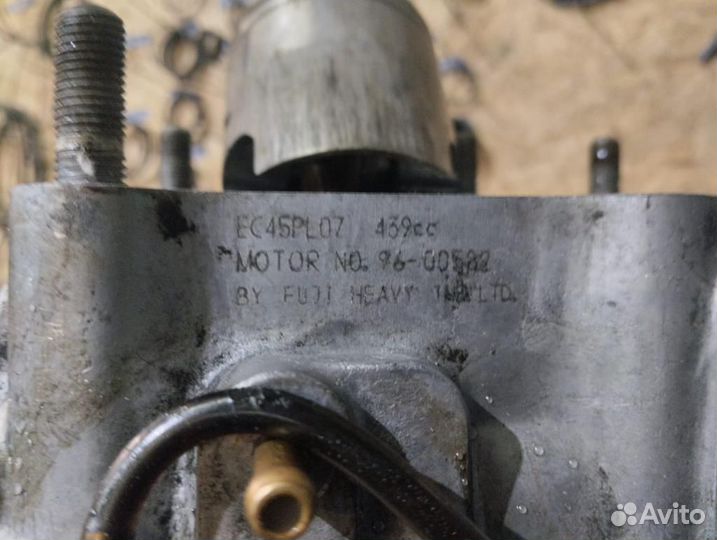 EC45PL07 439cc
MOTOR NO. 96-00582
BY FUJI HEAVY IND. LTD.
Avito